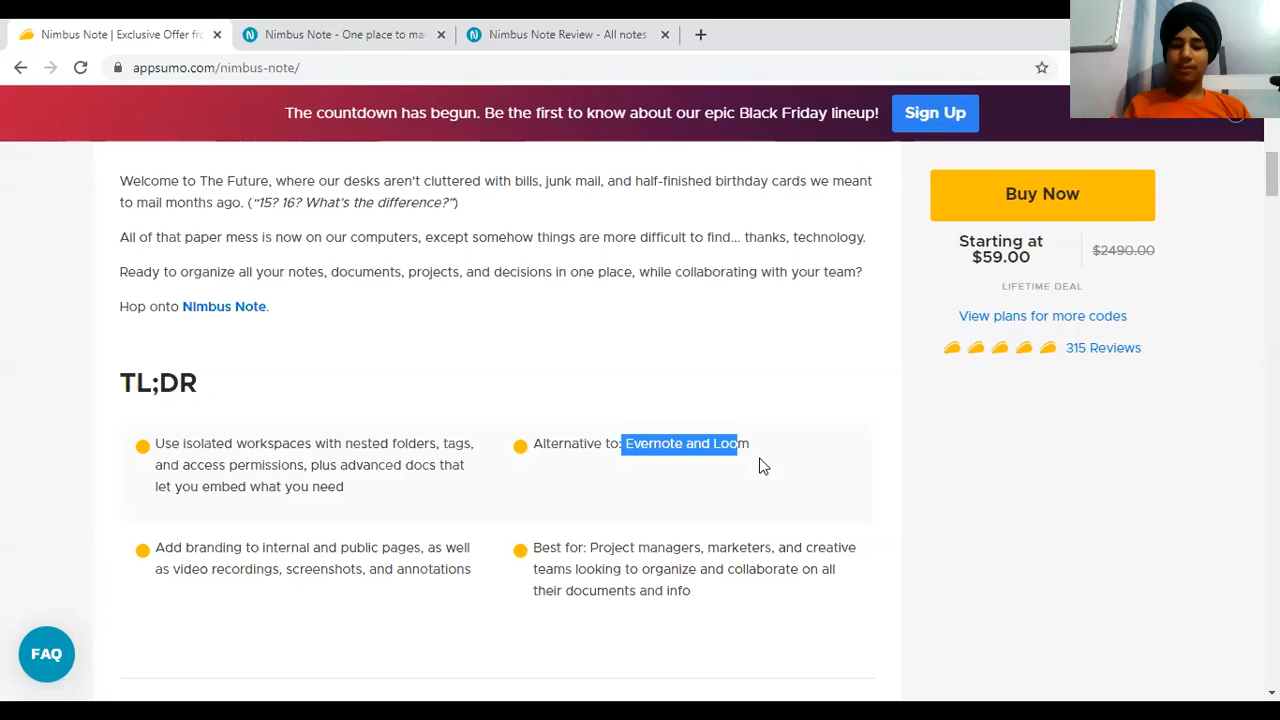 Nimbus Note | Exclusive Offer fr
Nimbus Note - One place to ma
Nimbus Note Review - All notes
appsumo.com/nimbus-note/
The countdown has begun. Be the first to know about our epic Black Friday lineup!
Sign Up
Welcome to The Future, where our desks aren't cluttered with bills, junk mail, and half-finished birthday cards we meant
to mail months ago. (“15? 16? What's the difference?”)
All of that paper mess is now on our computers, except somehow things are more difficult to find... thanks, technology.
Ready to organize all your notes, documents, projects, and decisions in one place, while collaborating with your team?
Hop onto Nimbus Note.
TL;DR
Use isolated workspaces with nested folders, tags,
and access permissions, plus advanced docs that
let you embed what you need
Alternative to: Evernote and Loom
Add branding to internal and public pages, as well
as video recordings, screenshots, and annotations
Best for: Project managers, marketers, and creative
teams looking to organize and collaborate on all
their documents and info
Buy Now
Starting at
$59.00
$2490.00
LIFETIME DEAL
View plans for more codes
315 Reviews
FAQ